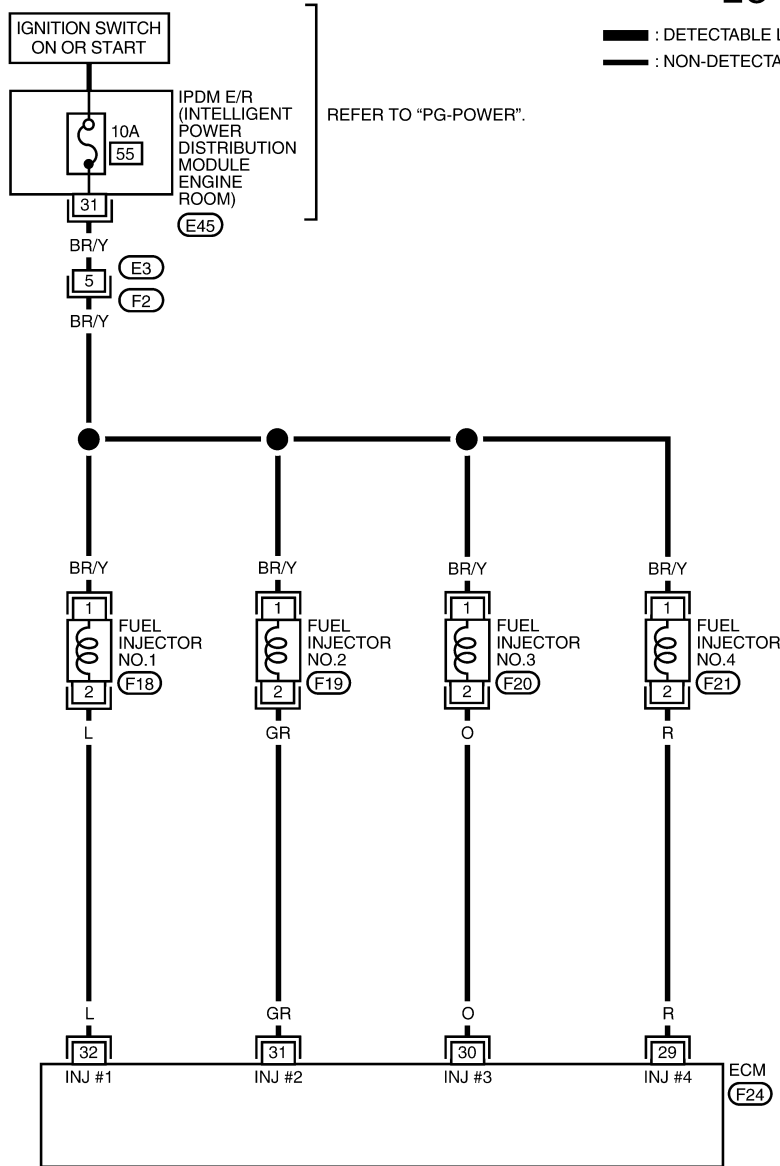 IGNITION SWITCH
ON OR START
: DETECTABLE
: NON-DETECTA
10A
55
IPDM E/R
(INTELLIGENT
POWER
DISTRIBUTION
MODULE
ENGINE
ROOM)
REFER TO “PG-POWER”.
31
E45
BR/Y
E3
5
F2
BR/Y
BR/Y BR/Y BR/Y BR/Y
1 1 1 1
FUEL
INJECTOR
NO.1
F18
FUEL
INJECTOR
NO.2
F19
FUEL
INJECTOR
NO.3
F20
FUEL
INJECTOR
NO.4
F21
2 2 2 2
L GR O R
L GR O R
32 31 30 29
INJ #1 INJ #2 INJ #3 INJ #4
ECM
F24